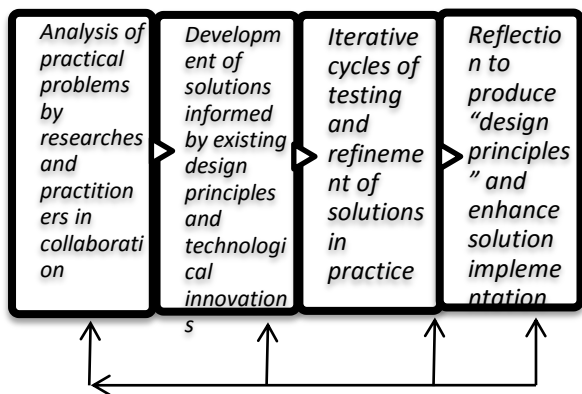 Analysis of
practical
problems
by
researches
and
practition
ers in
collaborati
on
Developm
ent of
solutions
informed
by existing
design
principles
and
technologi
cal
innovation
s
Iterative
cycles of
testing
and
refineme
nt of
solutions
in
practice
Reflectio
n to
produce
“design
principles
” and
enhance
solution
impleme
ntation